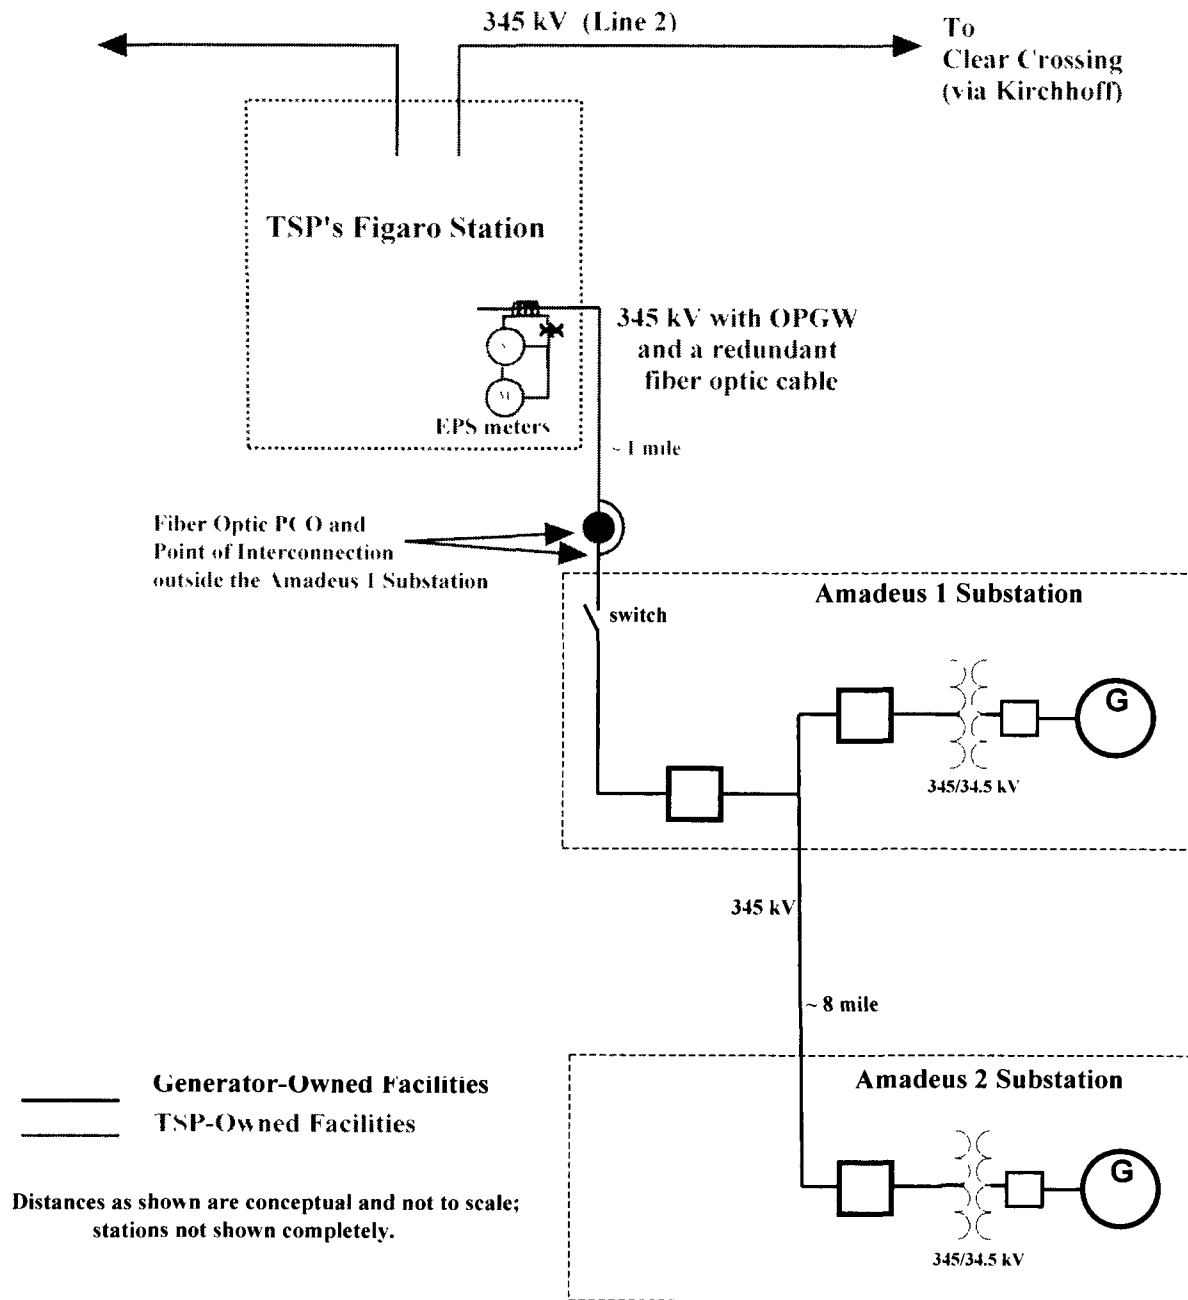 345 kV (Line 2)
To
Clear Crossing
(via Kirchhoff)
TSP's Figaro Station
345 kV with OPGW
and a redundant
fiber optic cable
S
M
EPS meters
~ 1 mile
Fiber Optic PCO and
Point of Interconnection
outside the Amadeus 1 Substation
Amadeus 1 Substation
switch
G
345/34.5 kV
345 kV
~ 8 mile
Amadeus 2 Substation
G
345/34.5 kV
Generator-Owned Facilities
TSP-Owned Facilities
Distances as shown are conceptual and not to scale;
stations not shown completely.